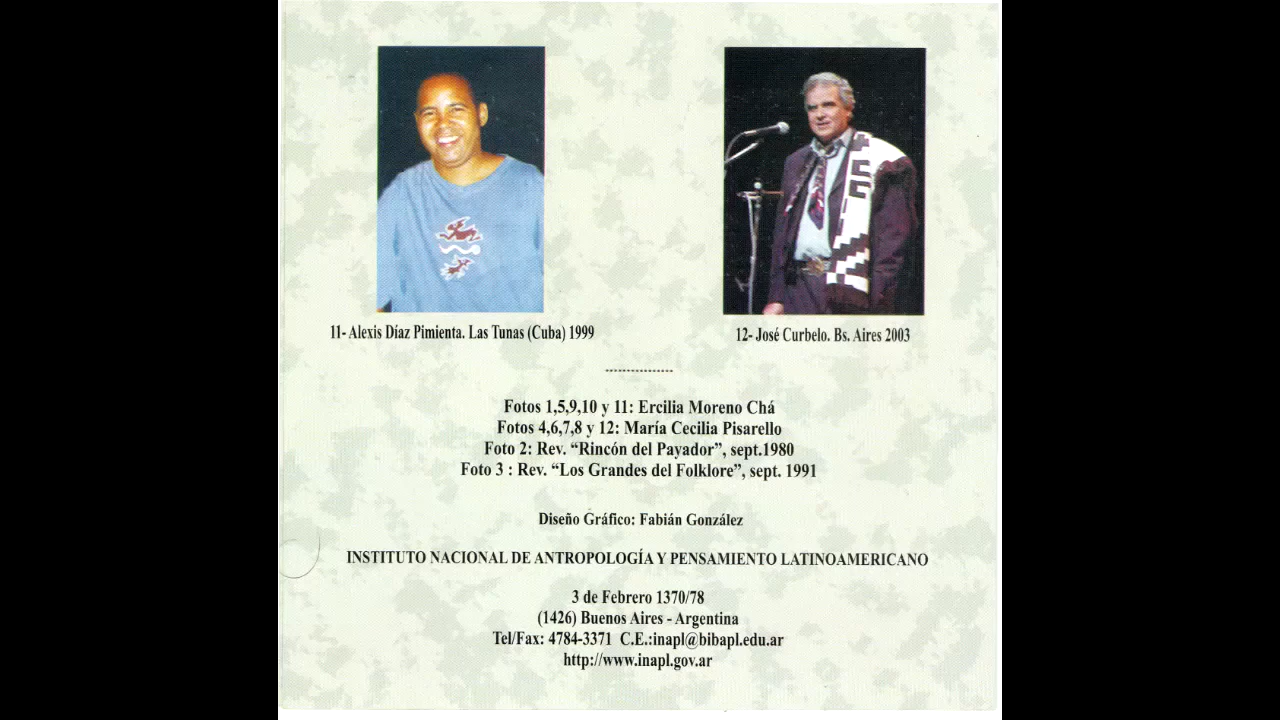 11- Alexis Díaz Pimienta. Las Tunas (Cuba) 1999
12- José Curbelo. Bs. Aires 2003
----------------
Fotos 1,5,9,10 y 11: Ercilia Moreno Chá
Fotos 4,6,7,8 y 12: María Cecilia Pisarello
Foto 2: Rev. “Rincón del Payador”, sept.1980
Foto 3 : Rev. “Los Grandes del Folklore”, sept. 1991
Diseño Gráfico: Fabián González
INSTITUTO NACIONAL DE ANTROPOLOGÍA Y PENSAMIENTO LATINOAMERICANO
3 de Febrero 1370/78
(1426) Buenos Aires - Argentina
Tel/Fax: 4784-3371 C.E.:inapl@bibapl.edu.ar
http://www.inapl.gov.ar